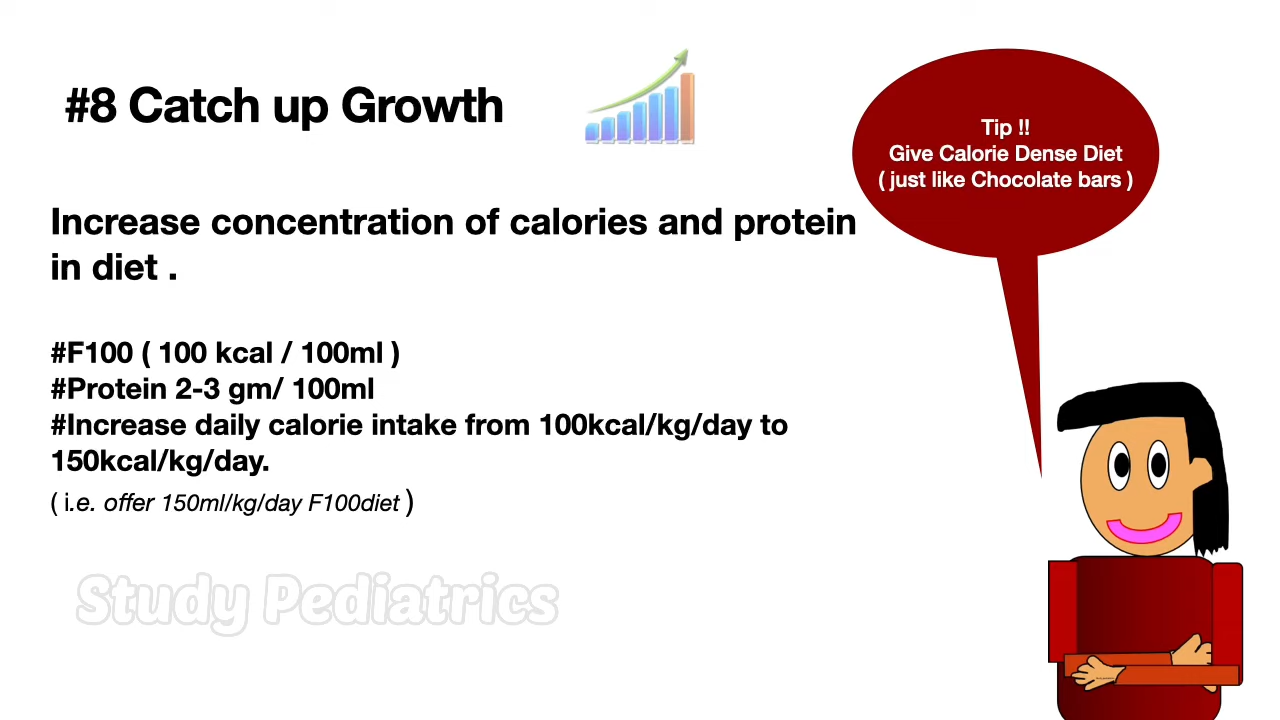 #8 Catch up Growth
Tip !!
Give Calorie Dense Diet
( just like Chocolate bars )
Increase concentration of calories and protein
in diet .
#F100 ( 100 kcal / 100ml )
#Protein 2-3 gm/ 100ml
#Increase daily calorie intake from 100kcal/kg/day to
150kcal/kg/day.
( i.e. offer 150ml/kg/day F100diet )
Study Pediatrics